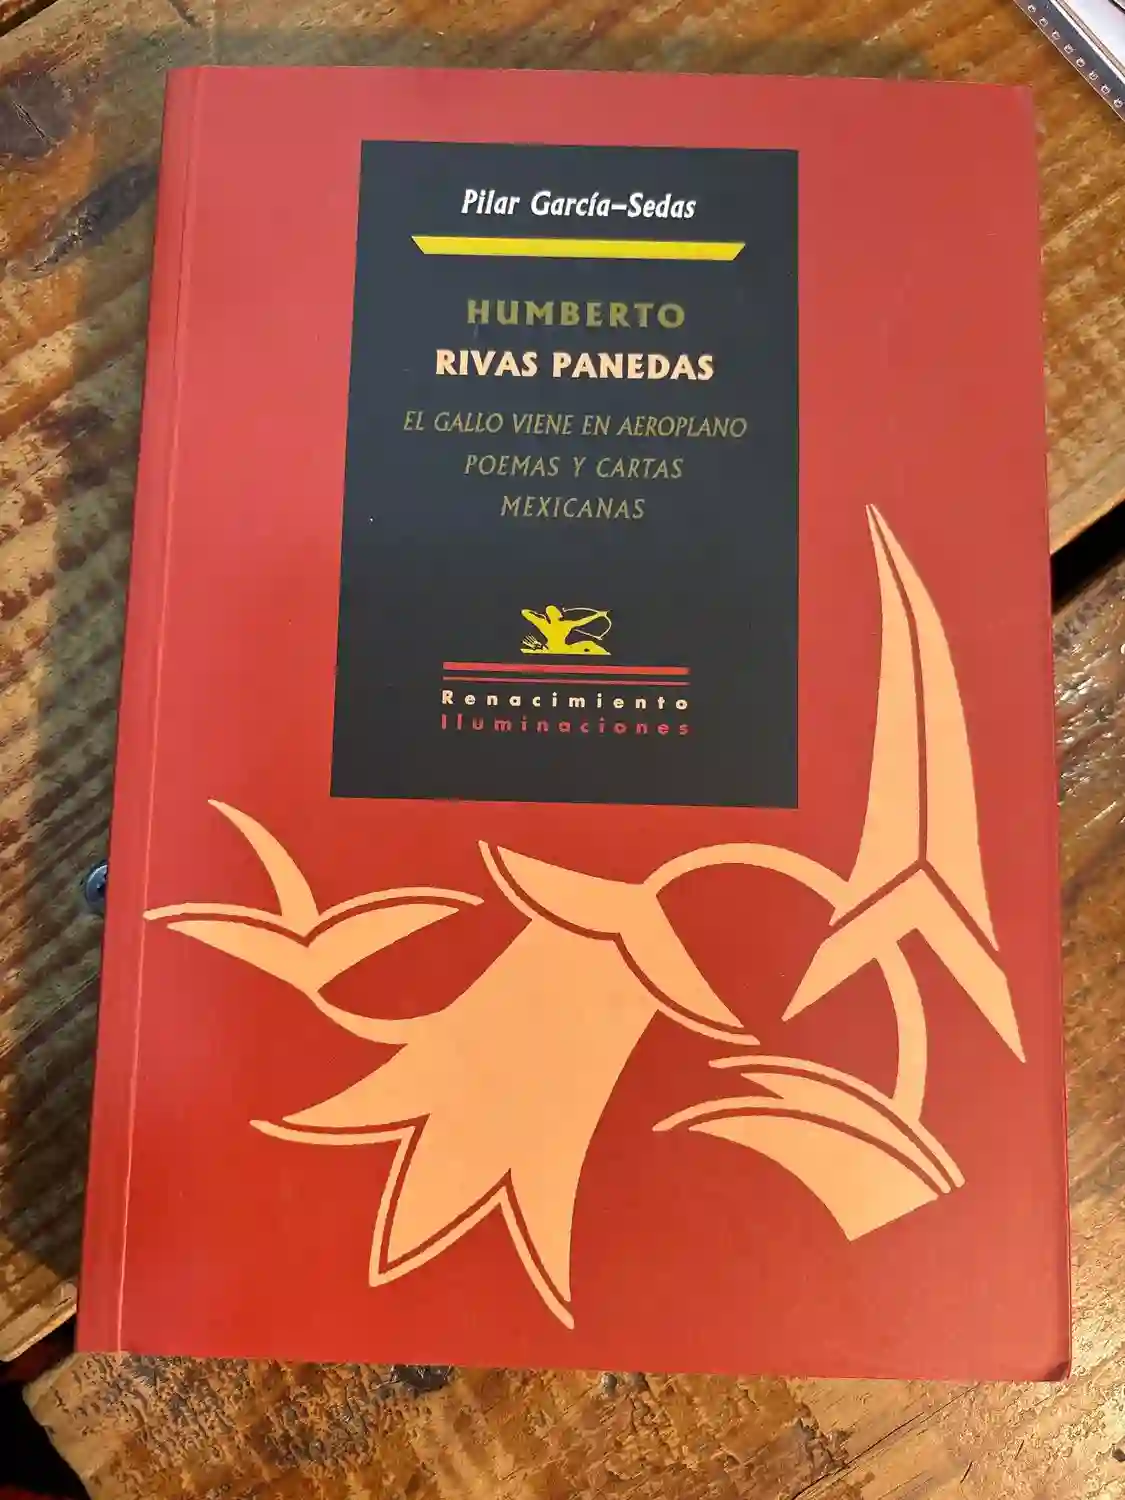 Pilar García-Sedas
HUMBERTO
RIVAS PANEDAS
EL GALLO VIENE EN AEROPLANO
POEMAS Y CARTAS
MEXICANAS
Renacimiento
Iluminaciones